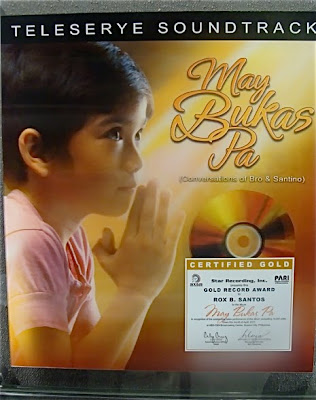 TELESERYE SOUNDTRACK
May
Bukas
Pa
(Conversations of Bro & Santino)
CERTIFIED GOLD
Star Recording, Inc.
PARI
GOLD RECORD AWARD
ROX B. SANTOS
May Bukas Pa